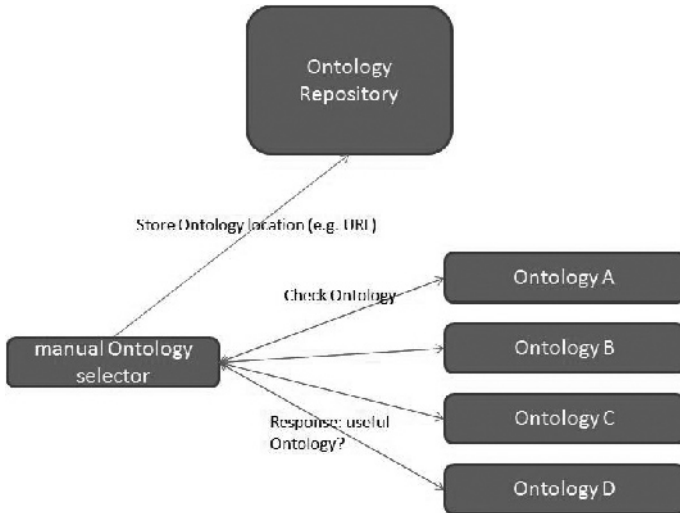 Ontology
Repository
Store Ontology location (e.g. URL)
Check Ontology
Ontology A
manual Ontology
selector
Ontology B
Ontology C
Response: useful
Ontology?
Ontology D